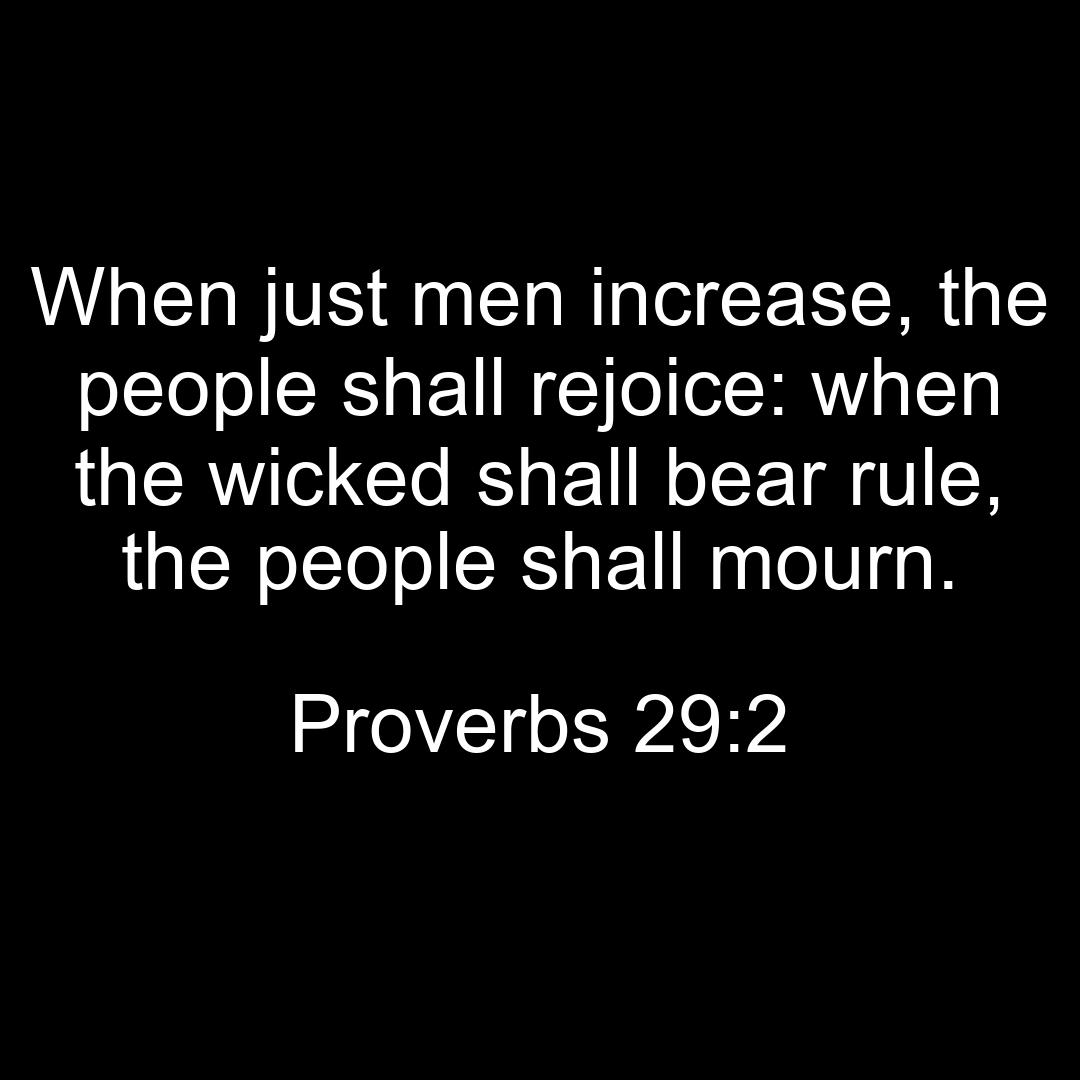 When just men increase, the
people shall rejoice: when
the wicked shall bear rule,
the people shall mourn.
Proverbs 29:2